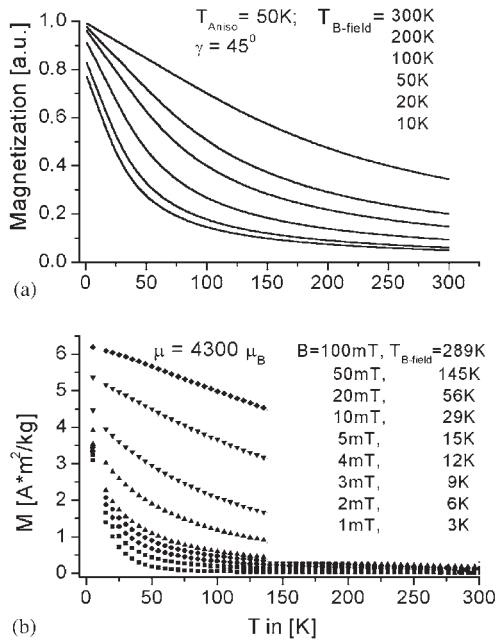 T_Aniso = 50K; T_B-field = 300K
γ = 45⁰ 200K
100K
50K
20K
10K
Magnetization [a.u.]
1.0
0.8
0.6
0.4
0.2
0.0
0 50 100 150 200 250 300
(a)
μ = 4300 μ_B B=100mT, T_B-field=289K
50mT, 145K
20mT, 56K
10mT, 29K
5mT, 15K
4mT, 12K
3mT, 9K
2mT, 6K
1mT, 3K
M [A*m²/kg]
6
5
4
3
2
1
0
0 50 100 150 200 250 300
(b) T in [K]